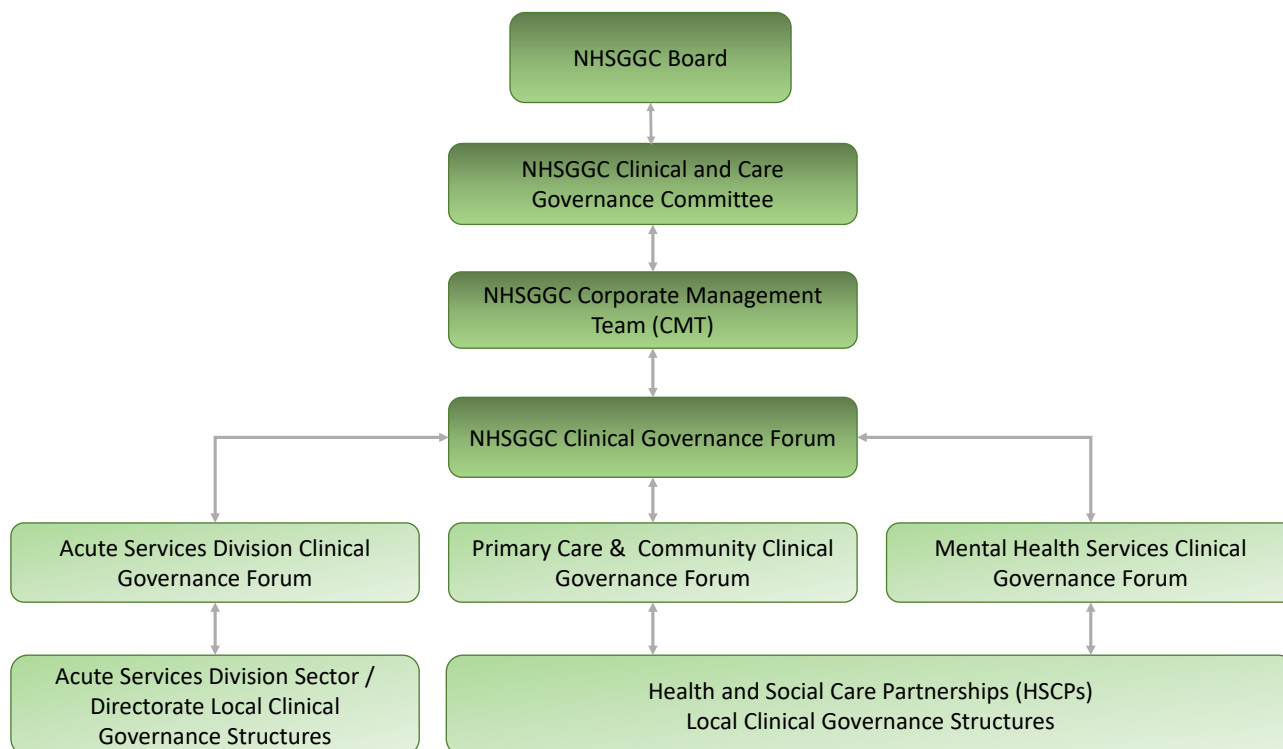 NHSGGC Board
NHSGGC Clinical and Care
Governance Committee
NHSGGC Corporate Management
Team (CMT)
NHSGGC Clinical Governance Forum
Acute Services Division Clinical
Governance Forum
Primary Care & Community Clinical
Governance Forum
Mental Health Services Clinical
Governance Forum
Acute Services Division Sector /
Directorate Local Clinical
Governance Structures
Health and Social Care Partnerships (HSCPs)
Local Clinical Governance Structures